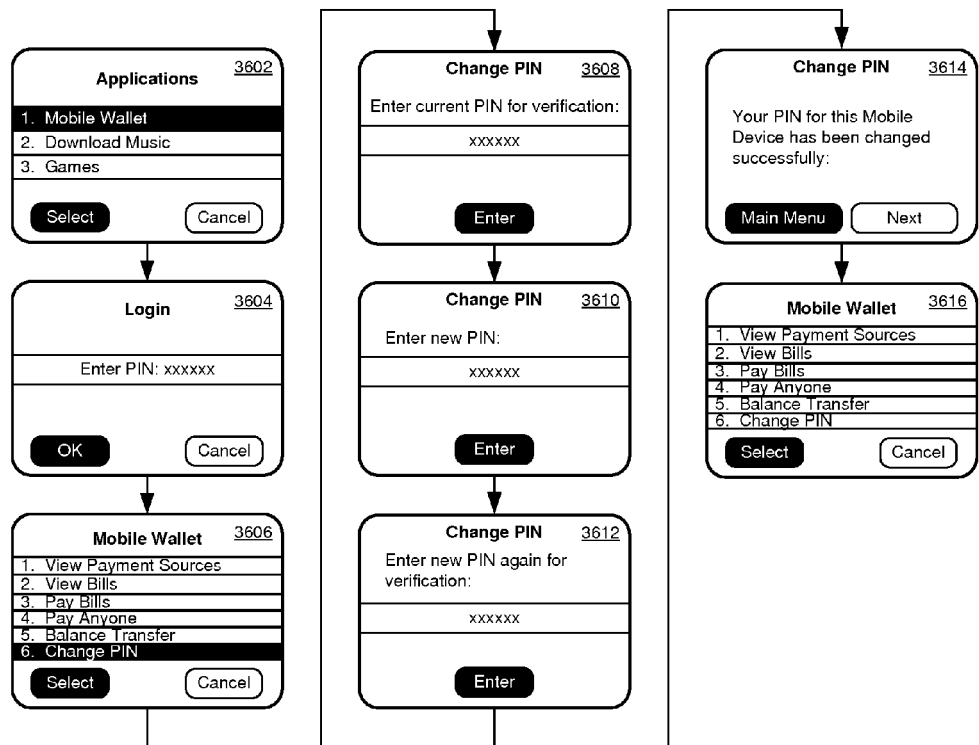 3602
Applications
1. Mobile Wallet
2. Download Music
3. Games
Select Cancel
3604
Login
Enter PIN: xxxxxx
OK Cancel
3606
Mobile Wallet
1. View Payment Sources
2. View Bills
3. Pay Bills
4. Pay Anyone
5. Balance Transfer
6. Change PIN
Select Cancel
Change PIN 3608
Enter current PIN for verification:
xxxxxx
Enter
Change PIN 3610
Enter new PIN:
xxxxxx
Enter
Change PIN 3612
Enter new PIN again for
verification:
xxxxxx
Enter
Change PIN 3614
Your PIN for this Mobile
Device has been changed
successfully:
Main Menu Next
3616
Mobile Wallet
1. View Payment Sources
2. View Bills
3. Pay Bills
4. Pay Anyone
5. Balance Transfer
6. Change PIN
Select Cancel